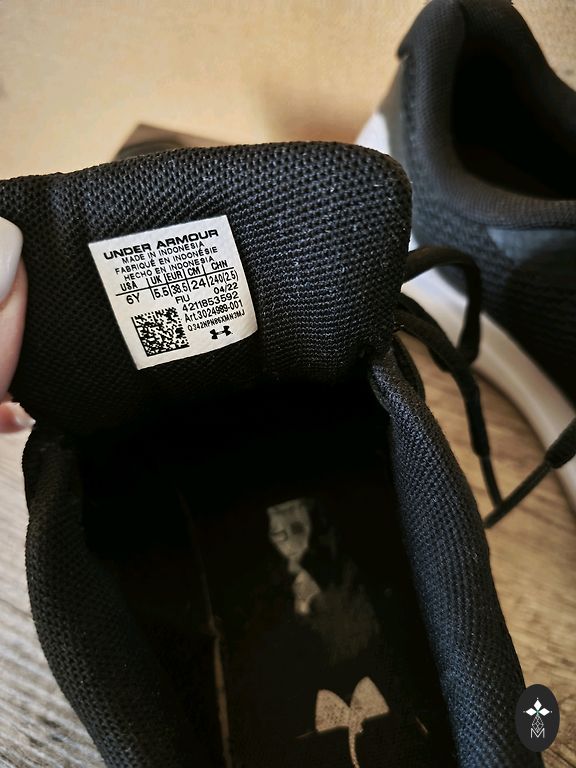 UNDER ARMOUR
MADE IN INDONESIA
FABRIQUÉ EN INDONÉSIE
HECHO EN INDONESIA
USA UK EUR CM CHN
6Y 5.5 38.5 24 240(2.5)
FIU 04/22
4211853592
Art.3024989-001
M